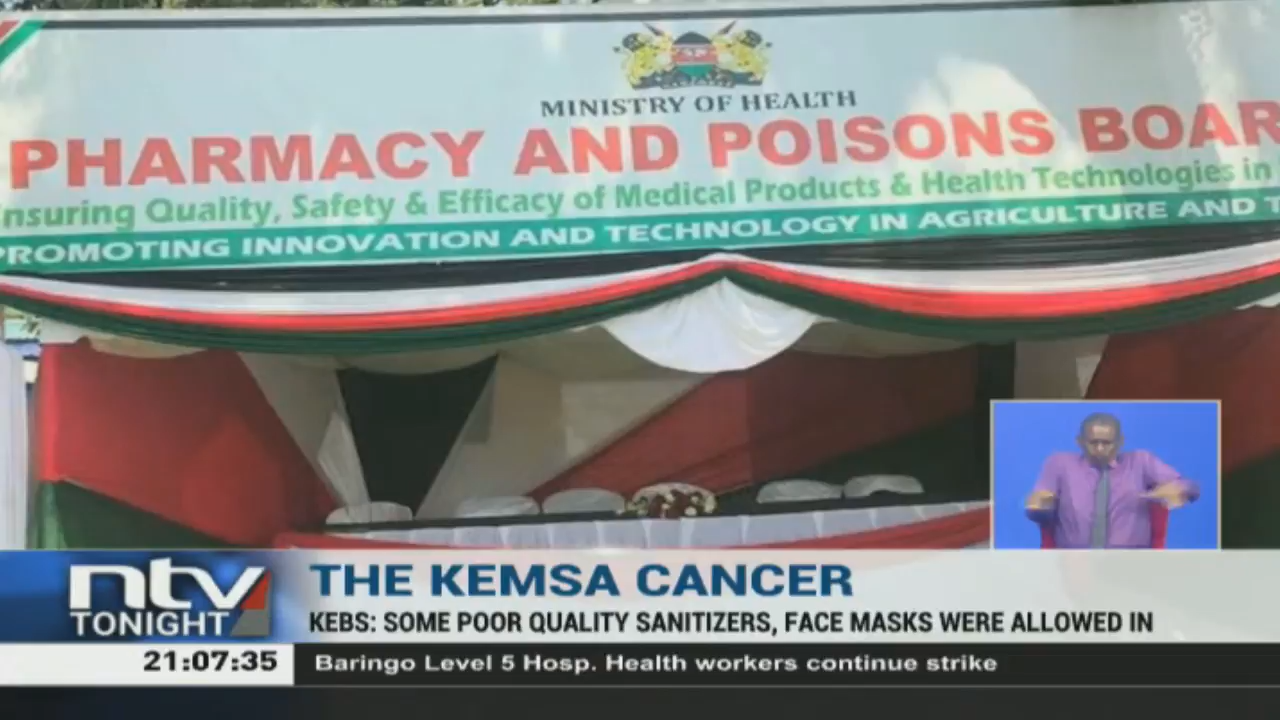 MINISTRY OF HEALTH
PHARMACY AND POISONS BOAR
nsuring Quality, Safety & Efficacy of Medical Products & Health Technologies in
PROMOTING INNOVATION AND TECHNOLOGY IN AGRICULTURE AND T
ntv
TONIGHT
THE KEMSA CANCER
KEBS: SOME POOR QUALITY SANITIZERS, FACE MASKS WERE ALLOWED IN
21:07:35
Baringo Level 5 Hosp. Health workers continue strike